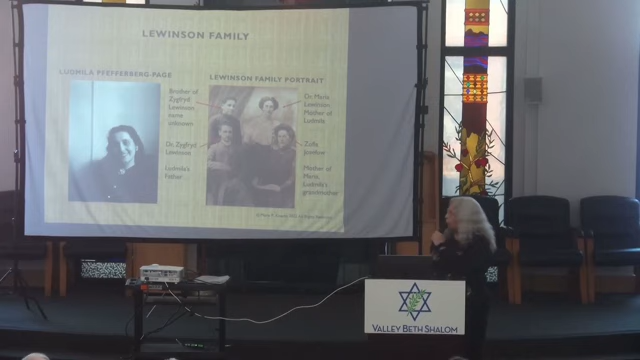 LEWINSON FAMILY
LUDMILA PFEFFERBERG-PAGE
LEWINSON FAMILY PORTRAIT
Brother of
Zygfryd
Lewinson
name
unknown
Dr. Zygfryd
Lewinson
Ludmila's
Father
Dr. Maria
Lewinson,
Mother of
Ludmila
Zofia
Mother of
Maria,
Ludmila's
grandmother
VALLEY BETH SHALOM